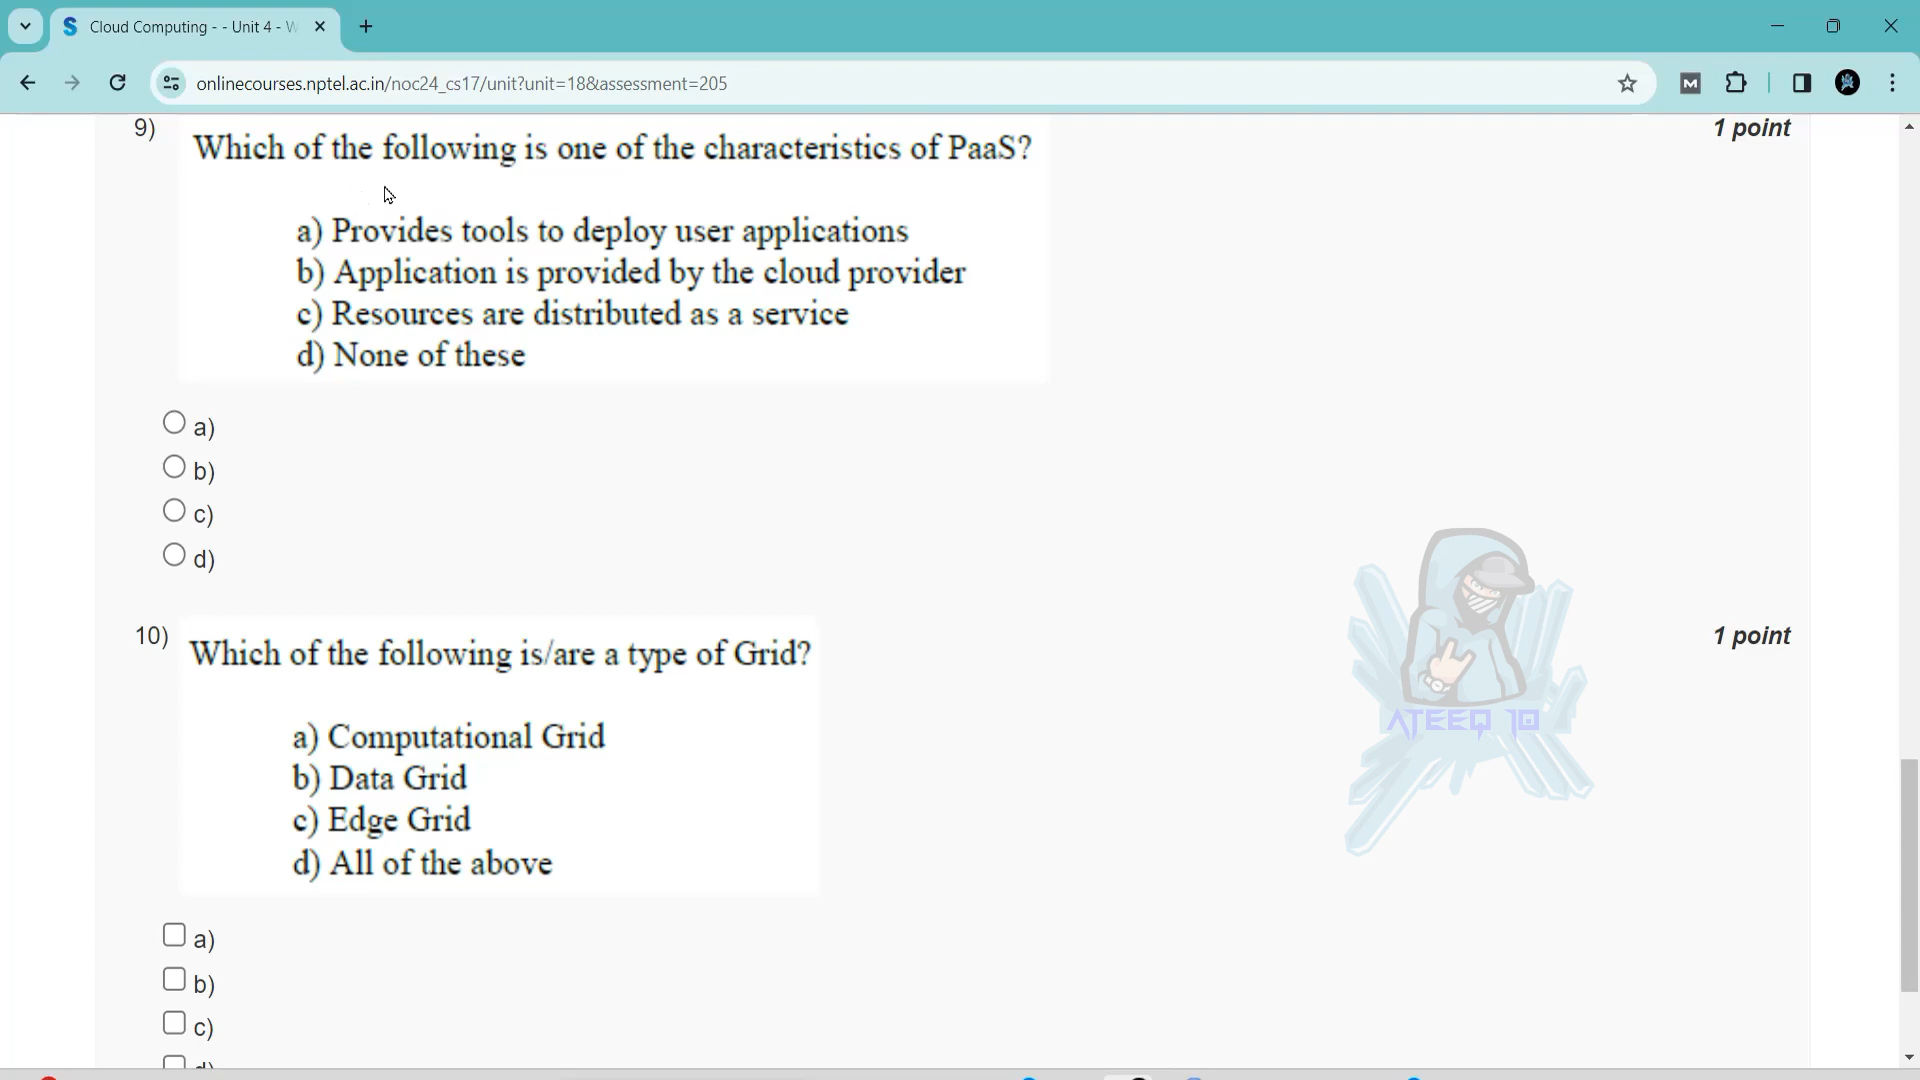 Cloud Computing - - Unit 4 - W
onlinecourses.nptel.ac.in/noc24_cs17/unit?unit=18&assessment=205
9)
1 point
Which of the following is one of the characteristics of PaaS?
a) Provides tools to deploy user applications
b) Application is provided by the cloud provider
c) Resources are distributed as a service
d) None of these
a)
b)
c)
d)
10)
1 point
Which of the following is/are a type of Grid?
a) Computational Grid
b) Data Grid
c) Edge Grid
d) All of the above
ATEEQ 10
a)
b)
c)
d)